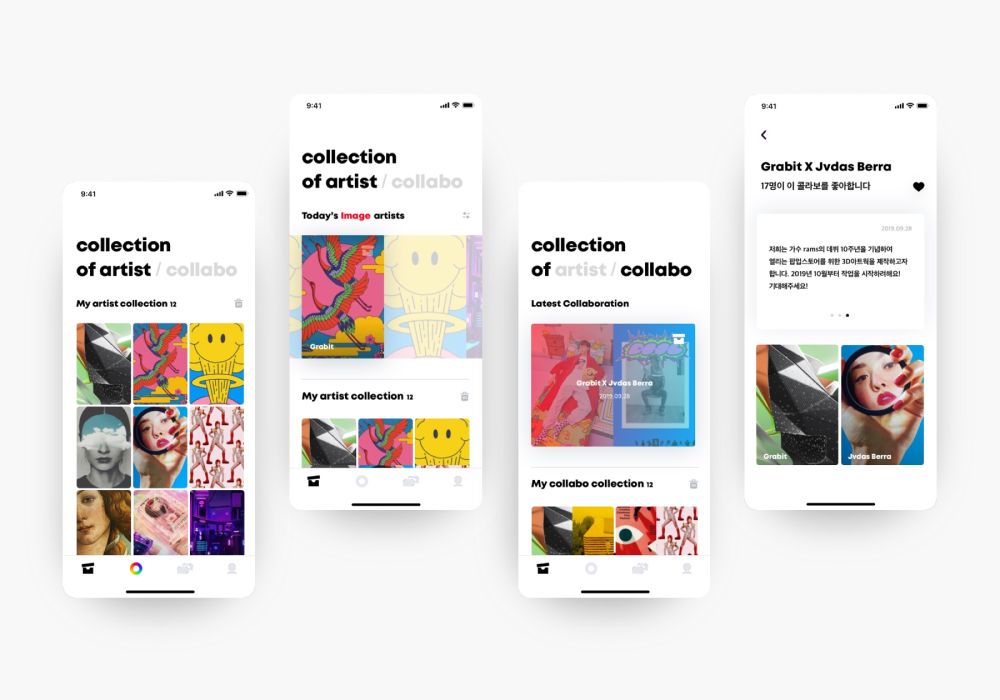 9:41
collection
of artist / collabo
My artist collection 12
9:41
collection
of artist / collabo
Today's Image artists
Grabit
My artist collection 12
collection
of artist / collabo
Latest Collaboration
Grabit X Jvdas Berra
2019.09.28
My collabo collection 12
9:41
Grabit X Jvdas Berra
17명이 이 콜라보를 좋아합니다
2019.09.28
저희는 가수 rams의 데뷔 10주년을 기념하여
열리는 팝업스토어를 위한 3D아트웍을 제작하고자
합니다. 2019년 10월부터 작업을 시작하려해요!
기대해주세요!
Grabit
Jvdas Berra